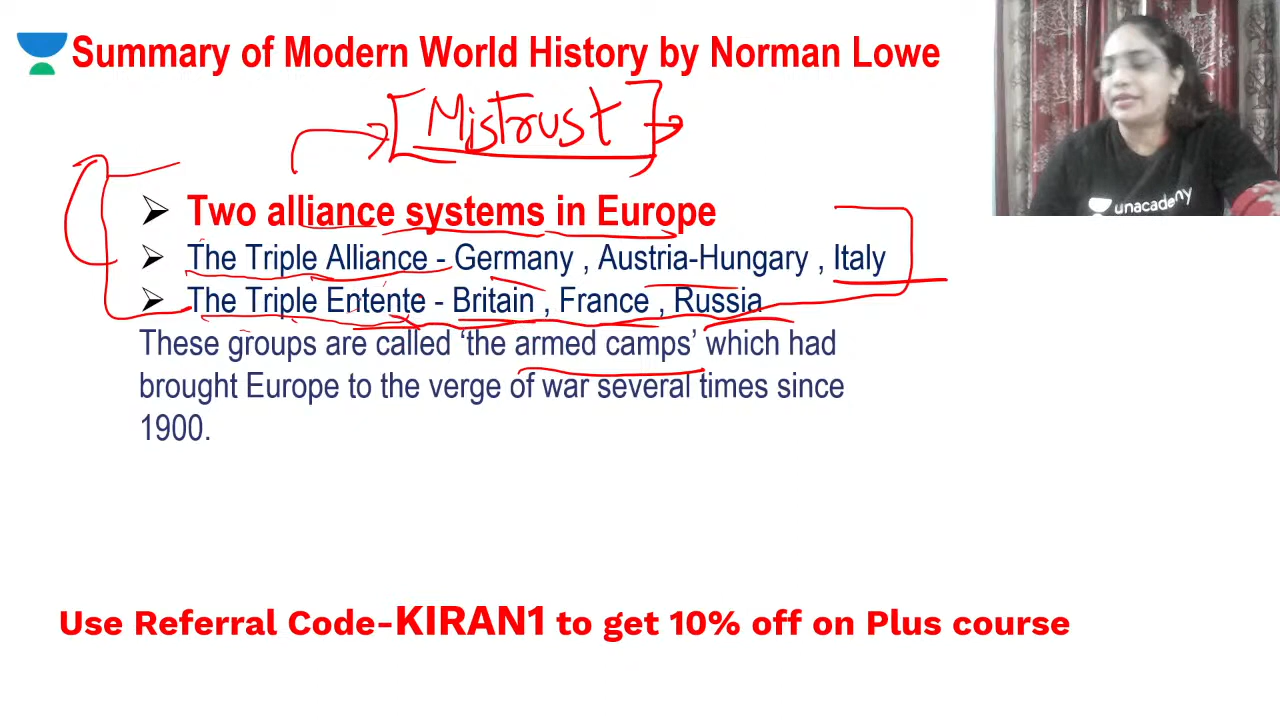 Summary of Modern World History by Norman Lowe
[Mistrust]
Two alliance systems in Europe
The Triple Alliance - Germany , Austria-Hungary , Italy
The Triple Entente - Britain , France , Russia
These groups are called ‘the armed camps’ which had
brought Europe to the verge of war several times since
1900.
unacademy
Use Referral Code-KIRAN1 to get 10% off on Plus course